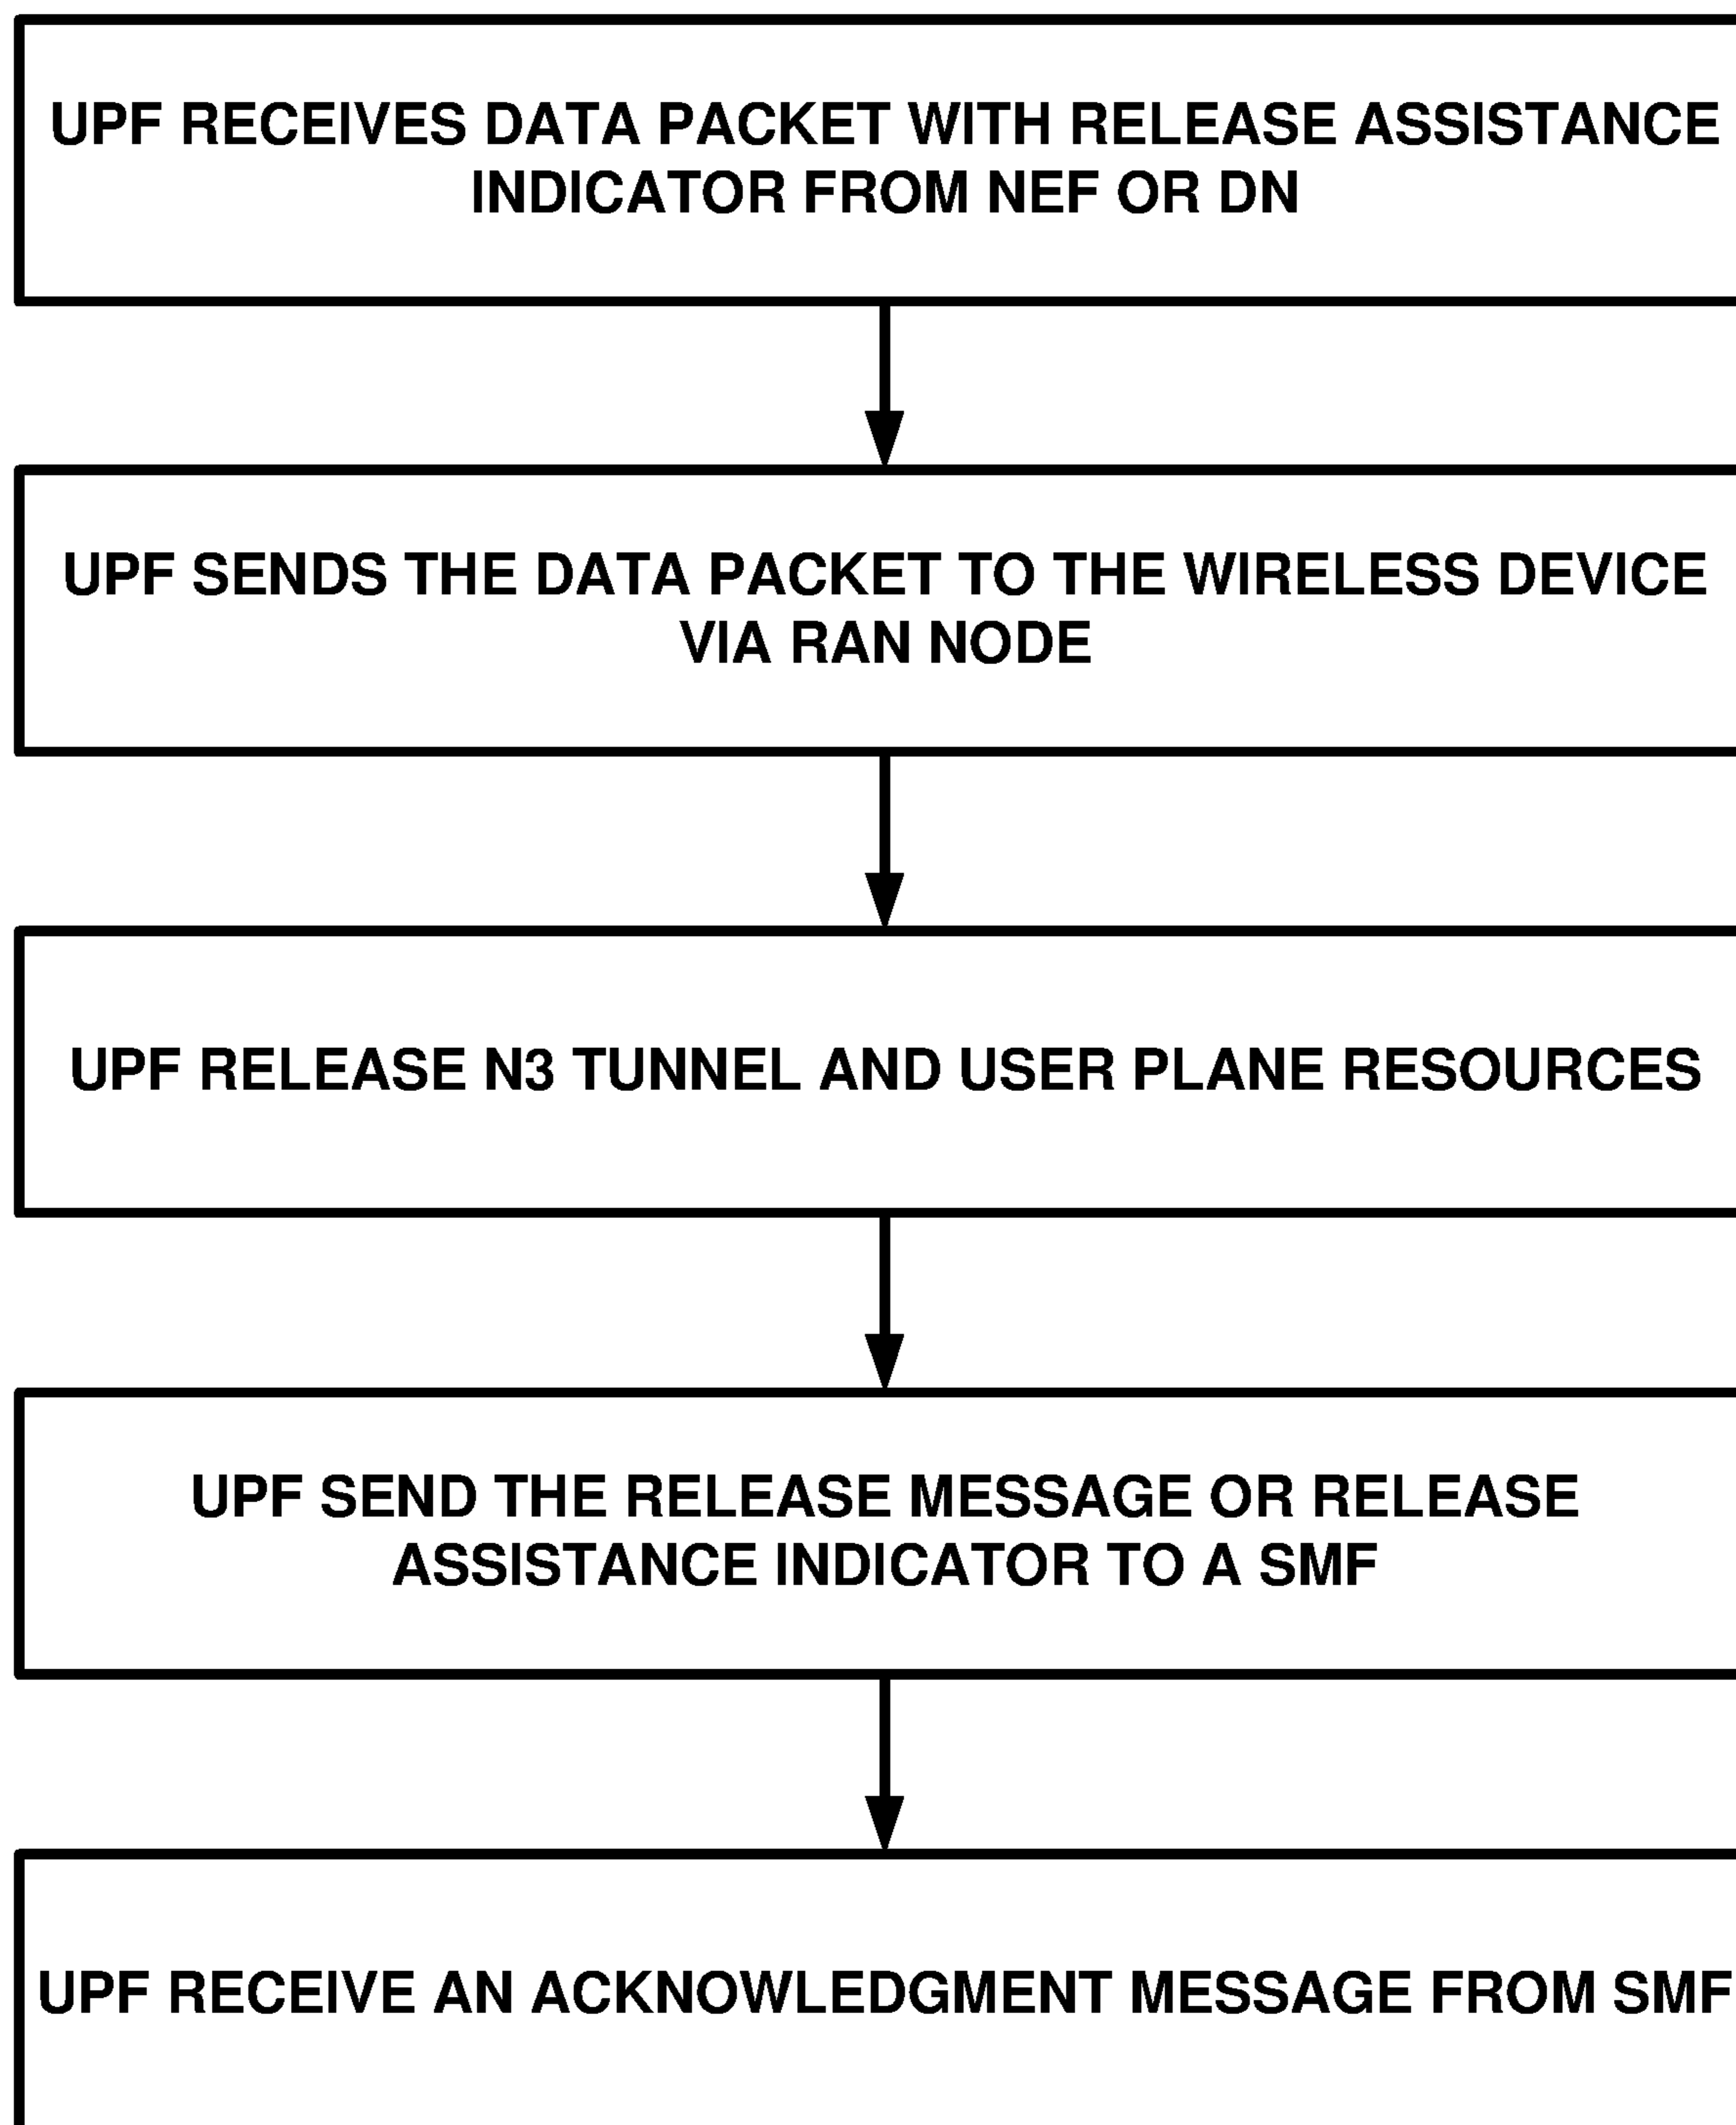 UPF RECEIVES DATA PACKET WITH RELEASE ASSISTANCE
INDICATOR FROM NEF OR DN
UPF SENDS THE DATA PACKET TO THE WIRELESS DEVICE
VIA RAN NODE
UPF RELEASE N3 TUNNEL AND USER PLANE RESOURCES
UPF SEND THE RELEASE MESSAGE OR RELEASE
ASSISTANCE INDICATOR TO A SMF
UPF RECEIVE AN ACKNOWLEDGMENT MESSAGE FROM SMF